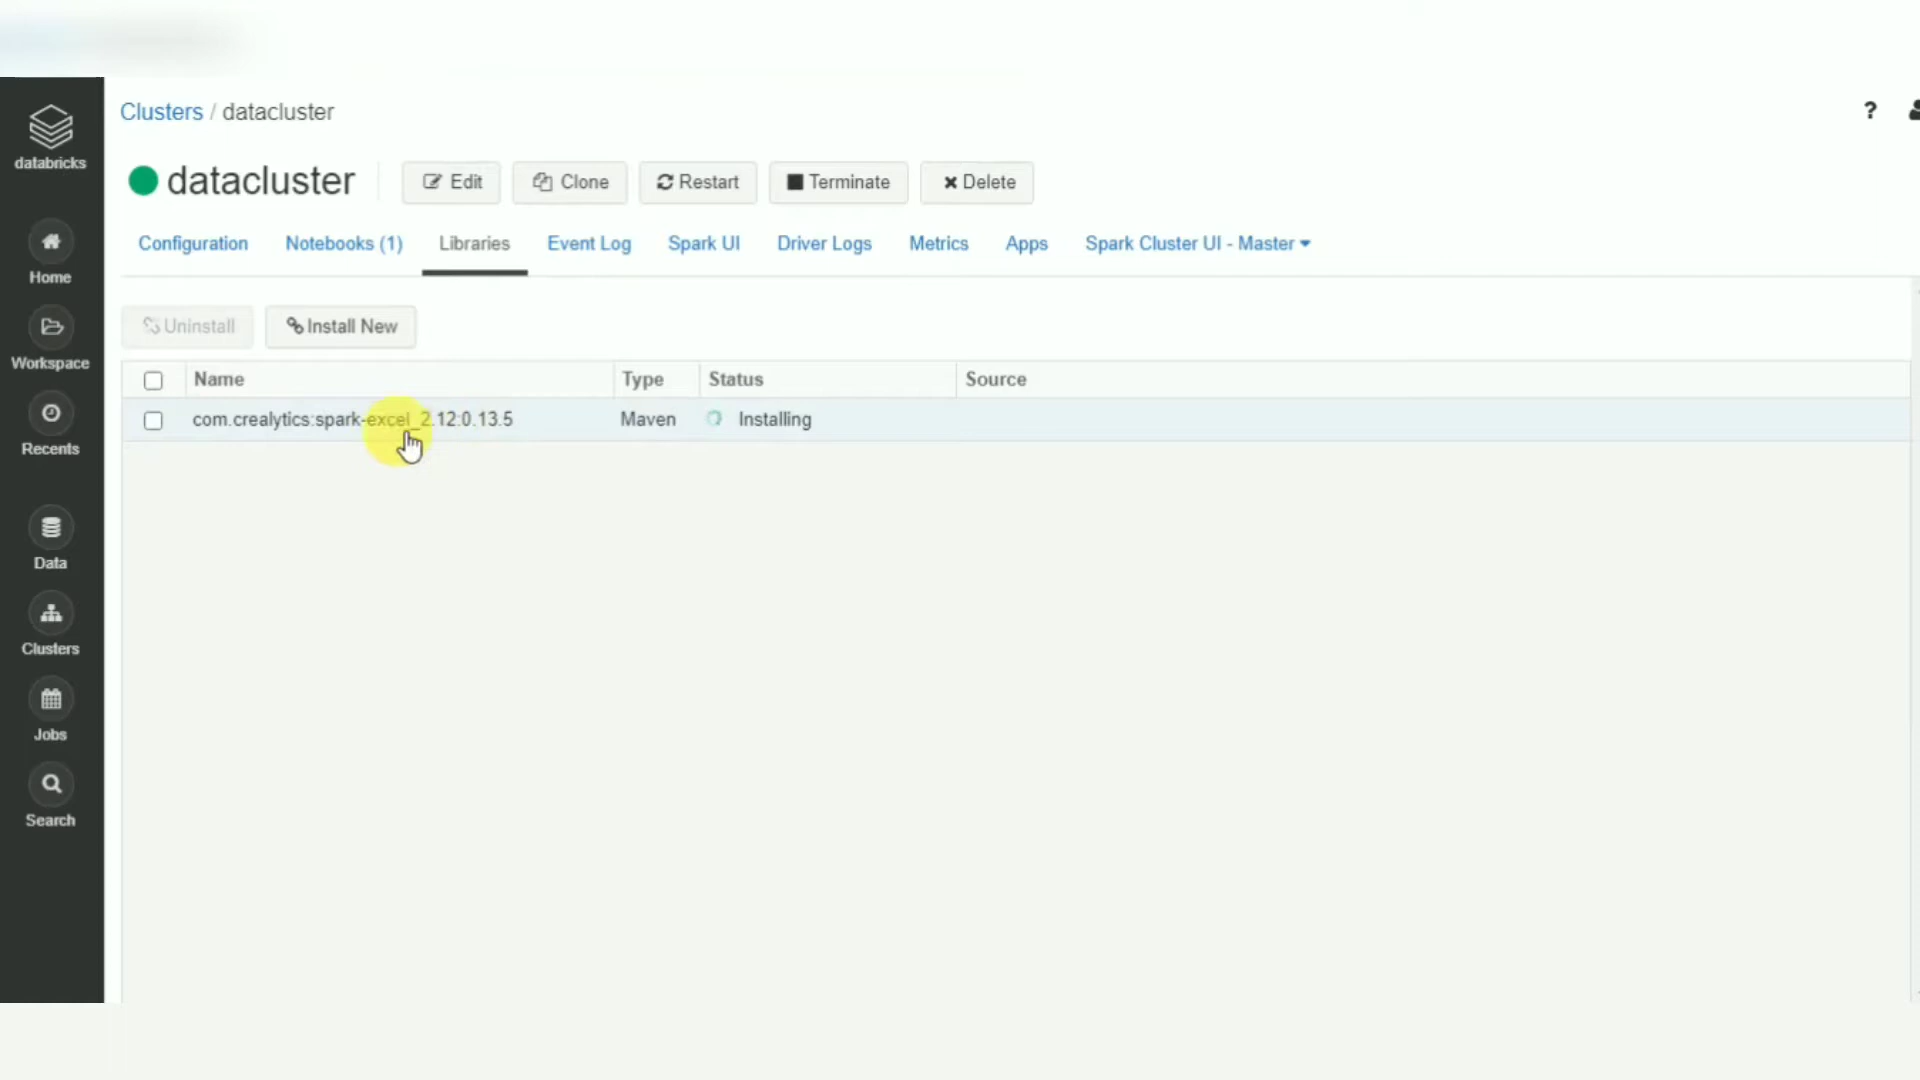 Clusters / datacluster
?
databricks
datacluster
Edit
Clone
Restart
Terminate
Delete
Configuration
Notebooks (1)
Libraries
Event Log
Spark UI
Driver Logs
Metrics
Apps
Spark Cluster UI - Master
Home
Uninstall
Install New
Workspace
Name
Type
Status
Source
com.crealytics:spark-excel_2.12:0.13.5
Maven
Installing
Recents
Data
Clusters
Jobs
Search